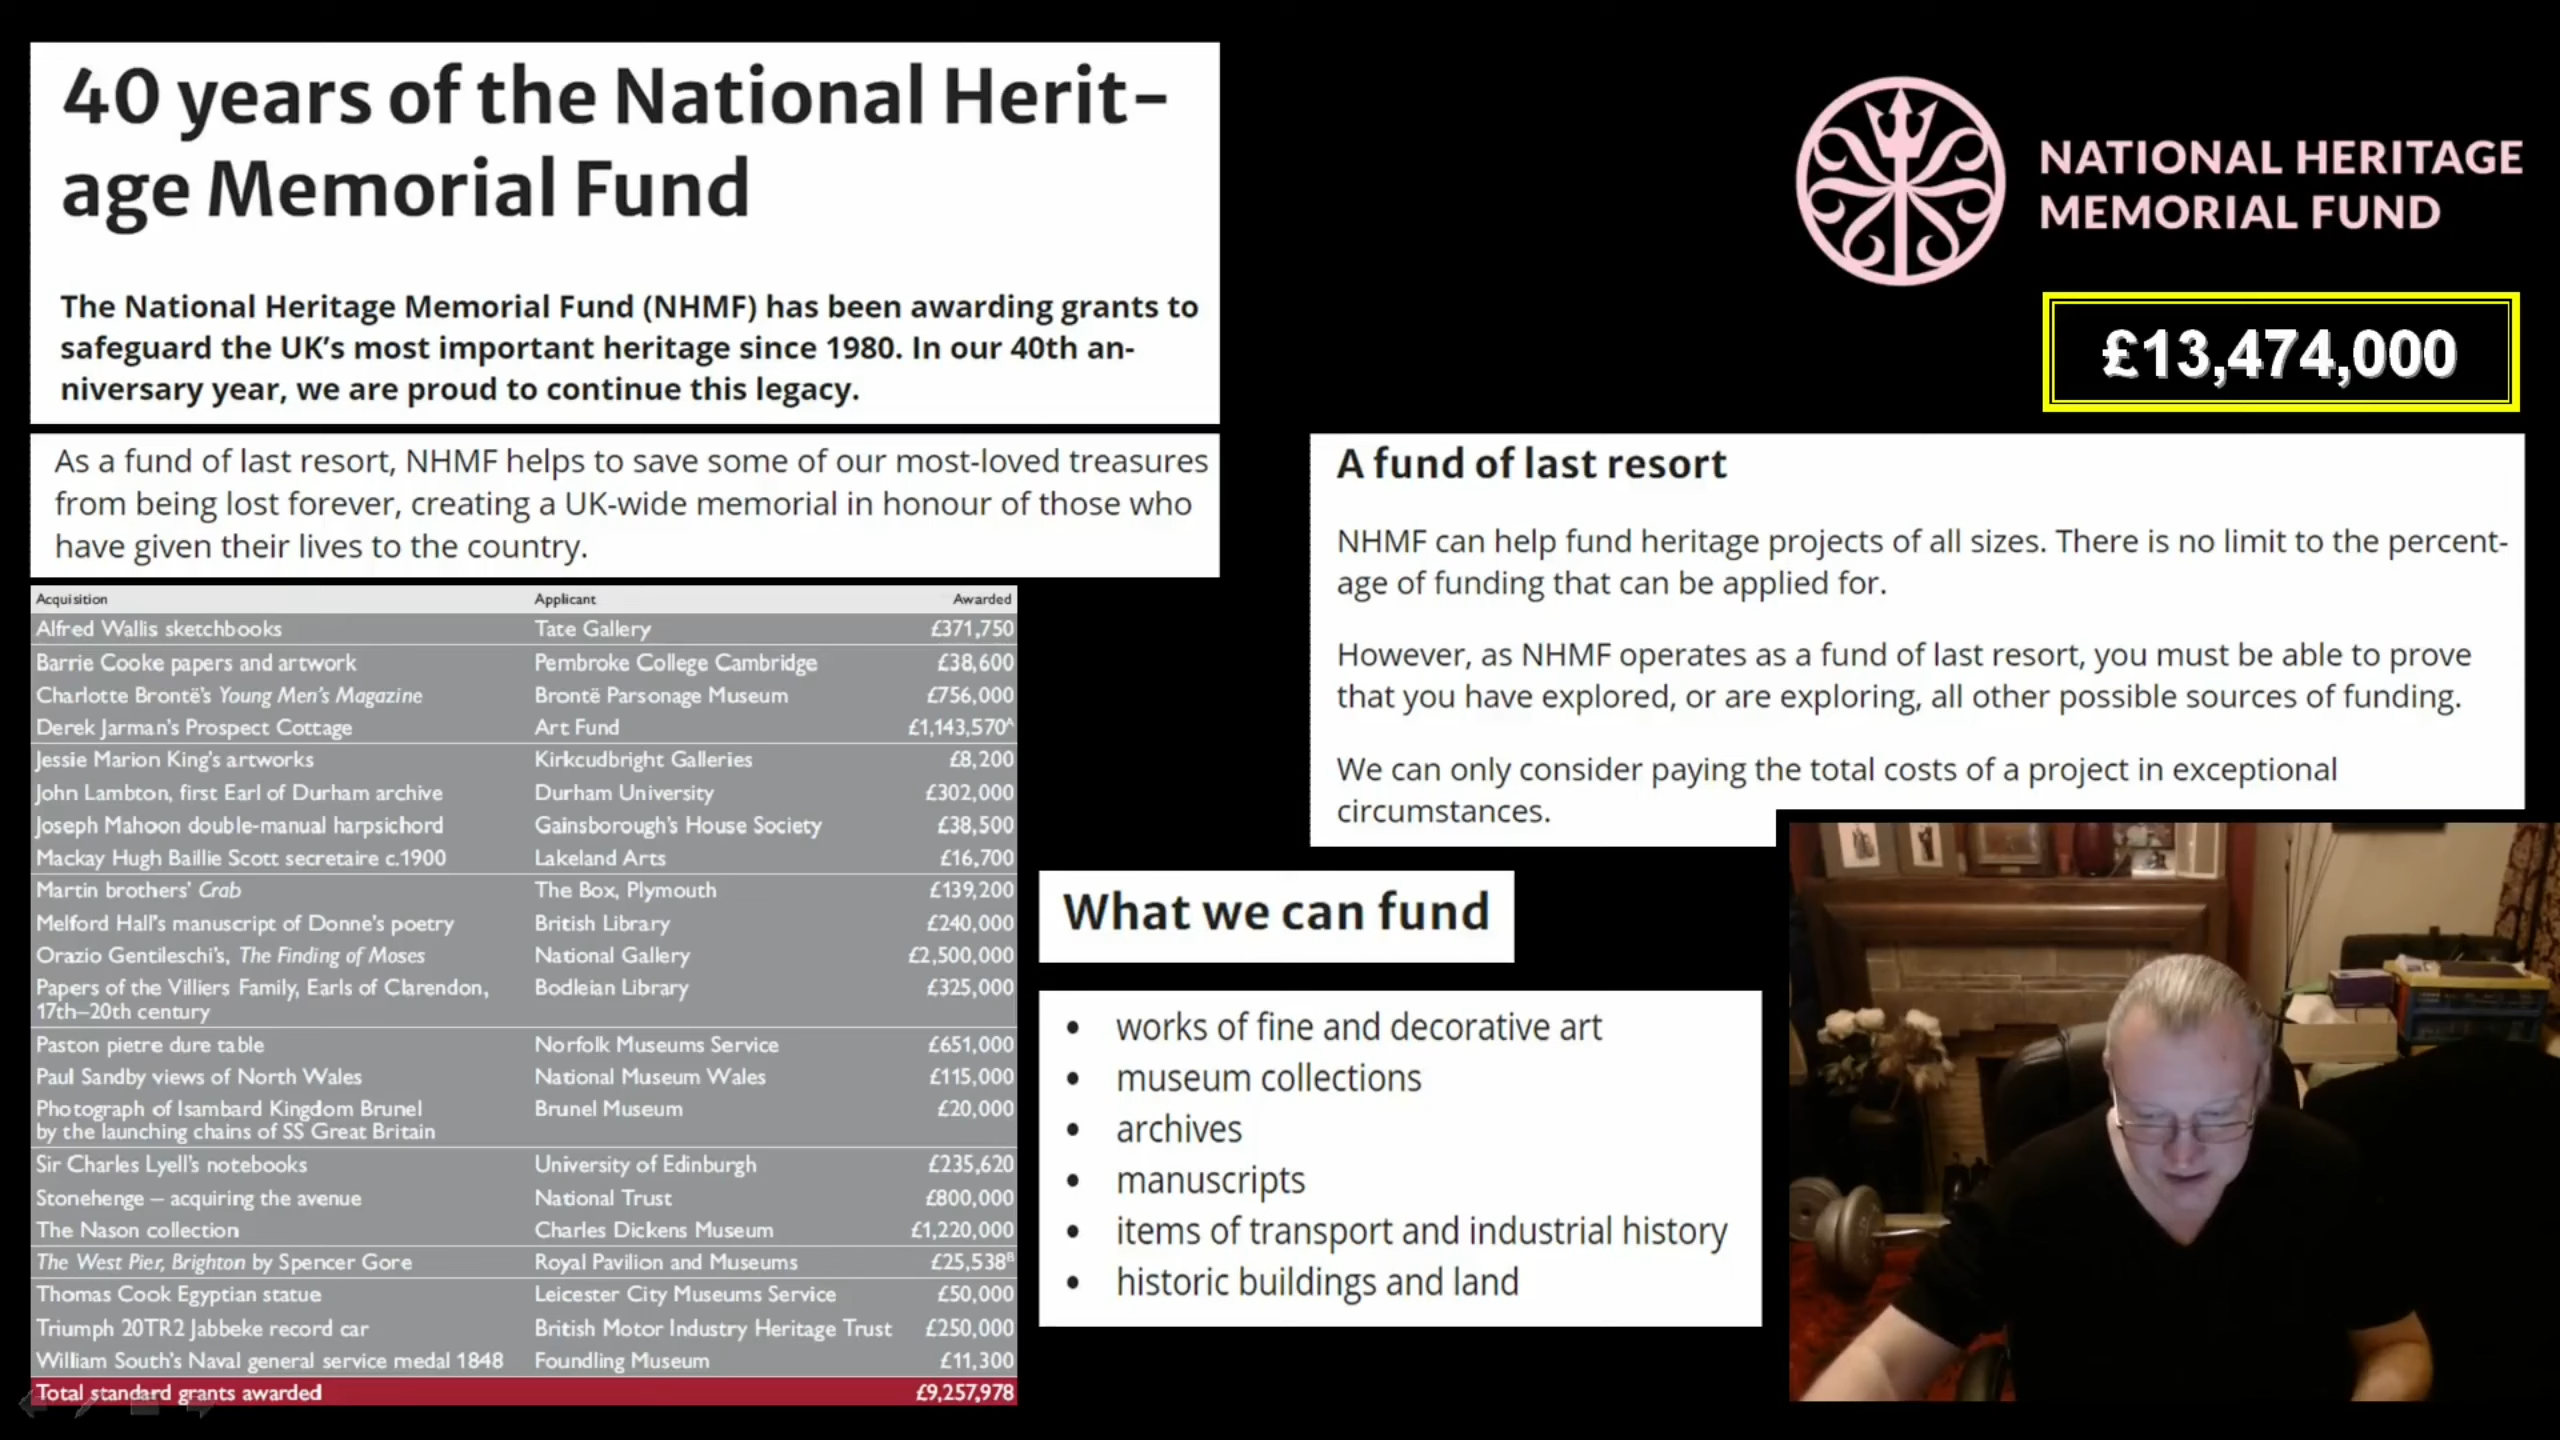 40 years of the National Herit-
age Memorial Fund
The National Heritage Memorial Fund (NHMF) has been awarding grants to
safeguard the UK's most important heritage since 1980. In our 40th an-
niversary year, we are proud to continue this legacy.
As a fund of last resort, NHMF helps to save some of our most-loved treasures
from being lost forever, creating a UK-wide memorial in honour of those who
have given their lives to the country.
Acquisition Applicant Awarded
Alfred Wallis sketchbooks Tate Gallery £371,750
Barrie Cooke papers and artwork Pembroke College Cambridge £38,600
Charlotte Brontë's Young Men's Magazine Brontë Parsonage Museum £756,000
Derek Jarman's Prospect Cottage Art Fund £1,143,570A
Jessie Marion King's artworks Kirkcudbright Galleries £8,200
John Lambton, first Earl of Durham archive Durham University £302,000
Joseph Mahoon double-manual harpsichord Gainsborough's House Society £38,500
Mackay Hugh Baillie Scott secretaire c.1900 Lakeland Arts £16,700
Martin brothers' Crab The Box, Plymouth £139,200
Melford Hall's manuscript of Donne's poetry British Library £240,000
Orazio Gentileschi's, The Finding of Moses National Gallery £2,500,000
Papers of the Villiers Family, Earls of Clarendon, Bodleian Library £325,000
17th–20th century
Paston pietre dure table Norfolk Museums Service £651,000
Paul Sandby views of North Wales National Museum Wales £115,000
Photograph of Isambard Kingdom Brunel Brunel Museum £20,000
by the launching chains of SS Great Britain
Sir Charles Lyell's notebooks University of Edinburgh £235,620
Stonehenge – acquiring the avenue National Trust £800,000
The Nason collection Charles Dickens Museum £1,220,000
The West Pier, Brighton by Spencer Gore Royal Pavilion and Museums £25,538B
Thomas Cook Egyptian statue Leicester City Museums Service £50,000
Triumph 20TR2 Jabbeke record car British Motor Industry Heritage Trust £250,000
William South's Naval general service medal 1848 Foundling Museum £11,300
Total standard grants awarded £9,257,978
NATIONAL HERITAGE
MEMORIAL FUND
£13,474,000
A fund of last resort
NHMF can help fund heritage projects of all sizes. There is no limit to the percent-
age of funding that can be applied for.
However, as NHMF operates as a fund of last resort, you must be able to prove
that you have explored, or are exploring, all other possible sources of funding.
We can only consider paying the total costs of a project in exceptional
circumstances.
What we can fund
• works of fine and decorative art
• museum collections
• archives
• manuscripts
• items of transport and industrial history
• historic buildings and land